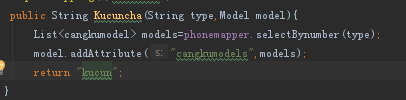 public String Kucuncha(String type,Model model){
List<cangkumodel> models=phonemapper.selectBynumber(type);
model.addAttribute( s: "cangkumodels",models);
return "kucun";
}